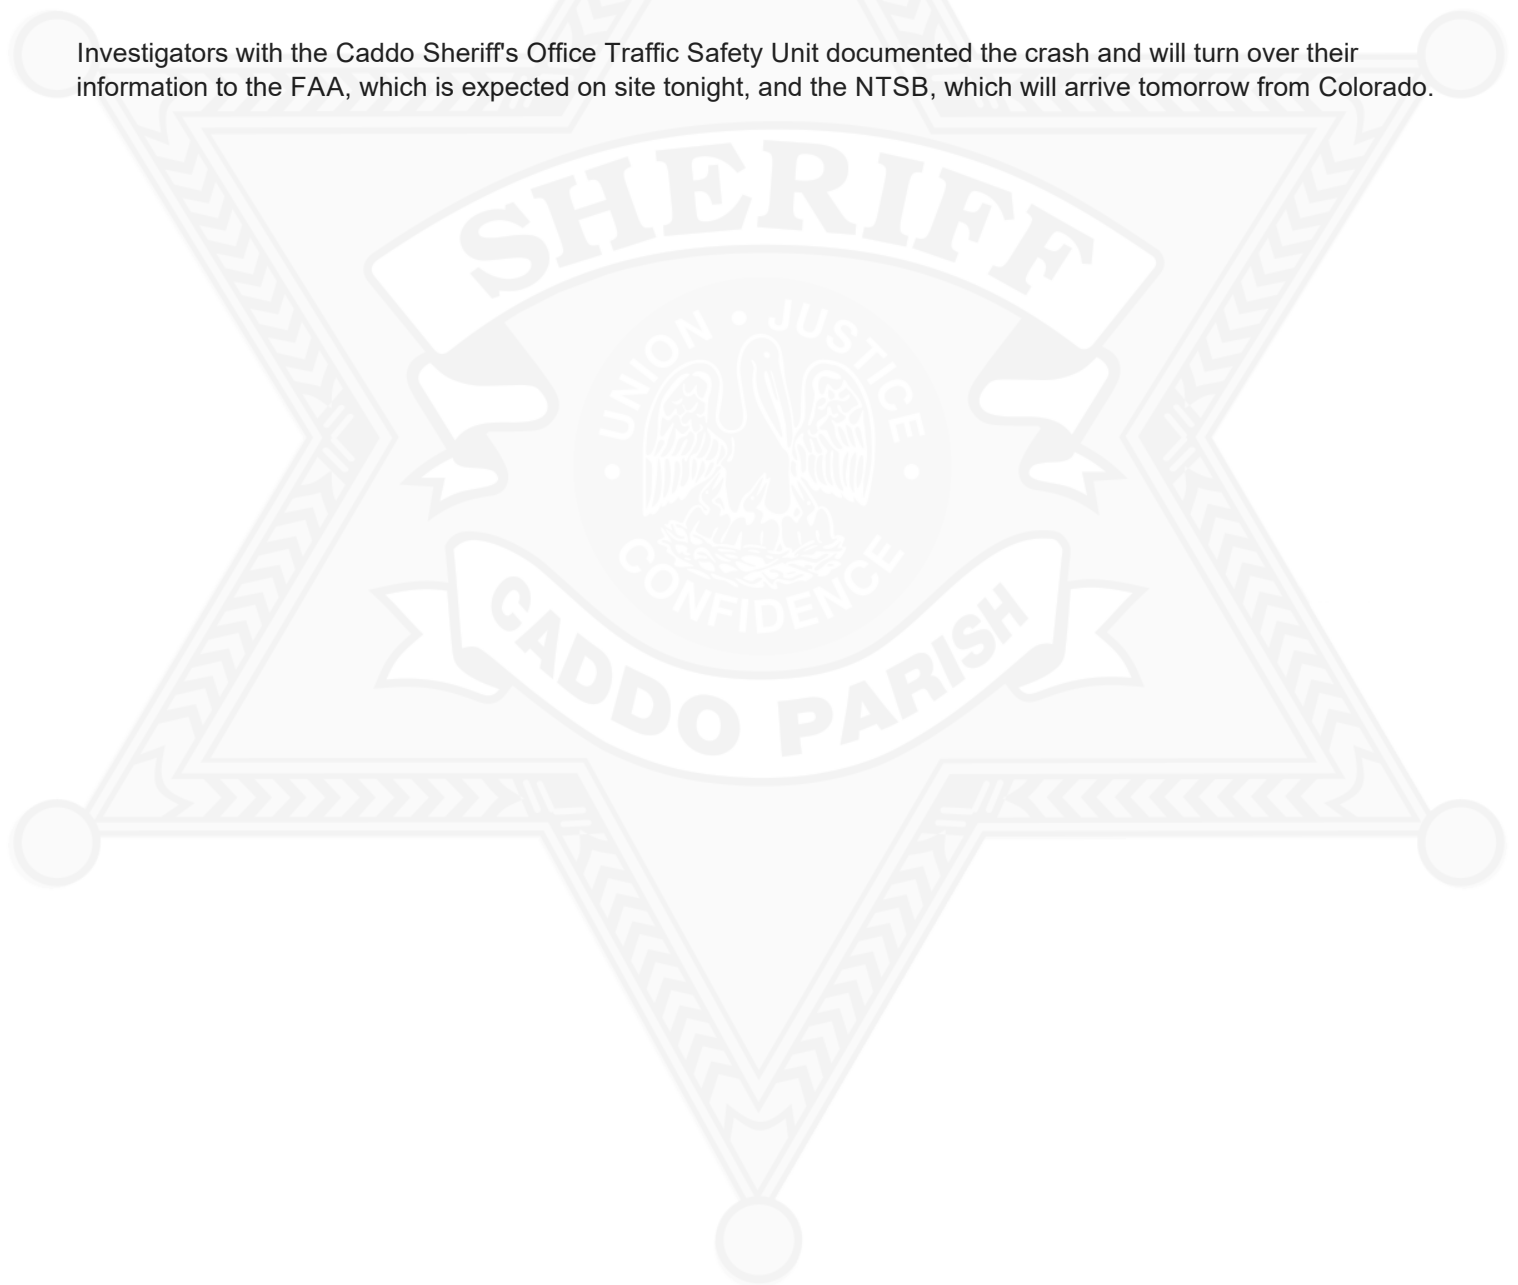 Investigators with the Caddo Sheriff's Office Traffic Safety Unit documented the crash and will turn over their
information to the FAA, which is expected on site tonight, and the NTSB, which will arrive tomorrow from Colorado.
SHERIFF
UNION • JUSTICE
• CONFIDENCE •
CADDO PARISH